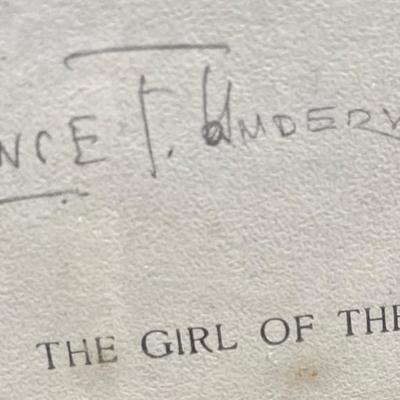 NCE T. UNDERW
THE GIRL OF THE